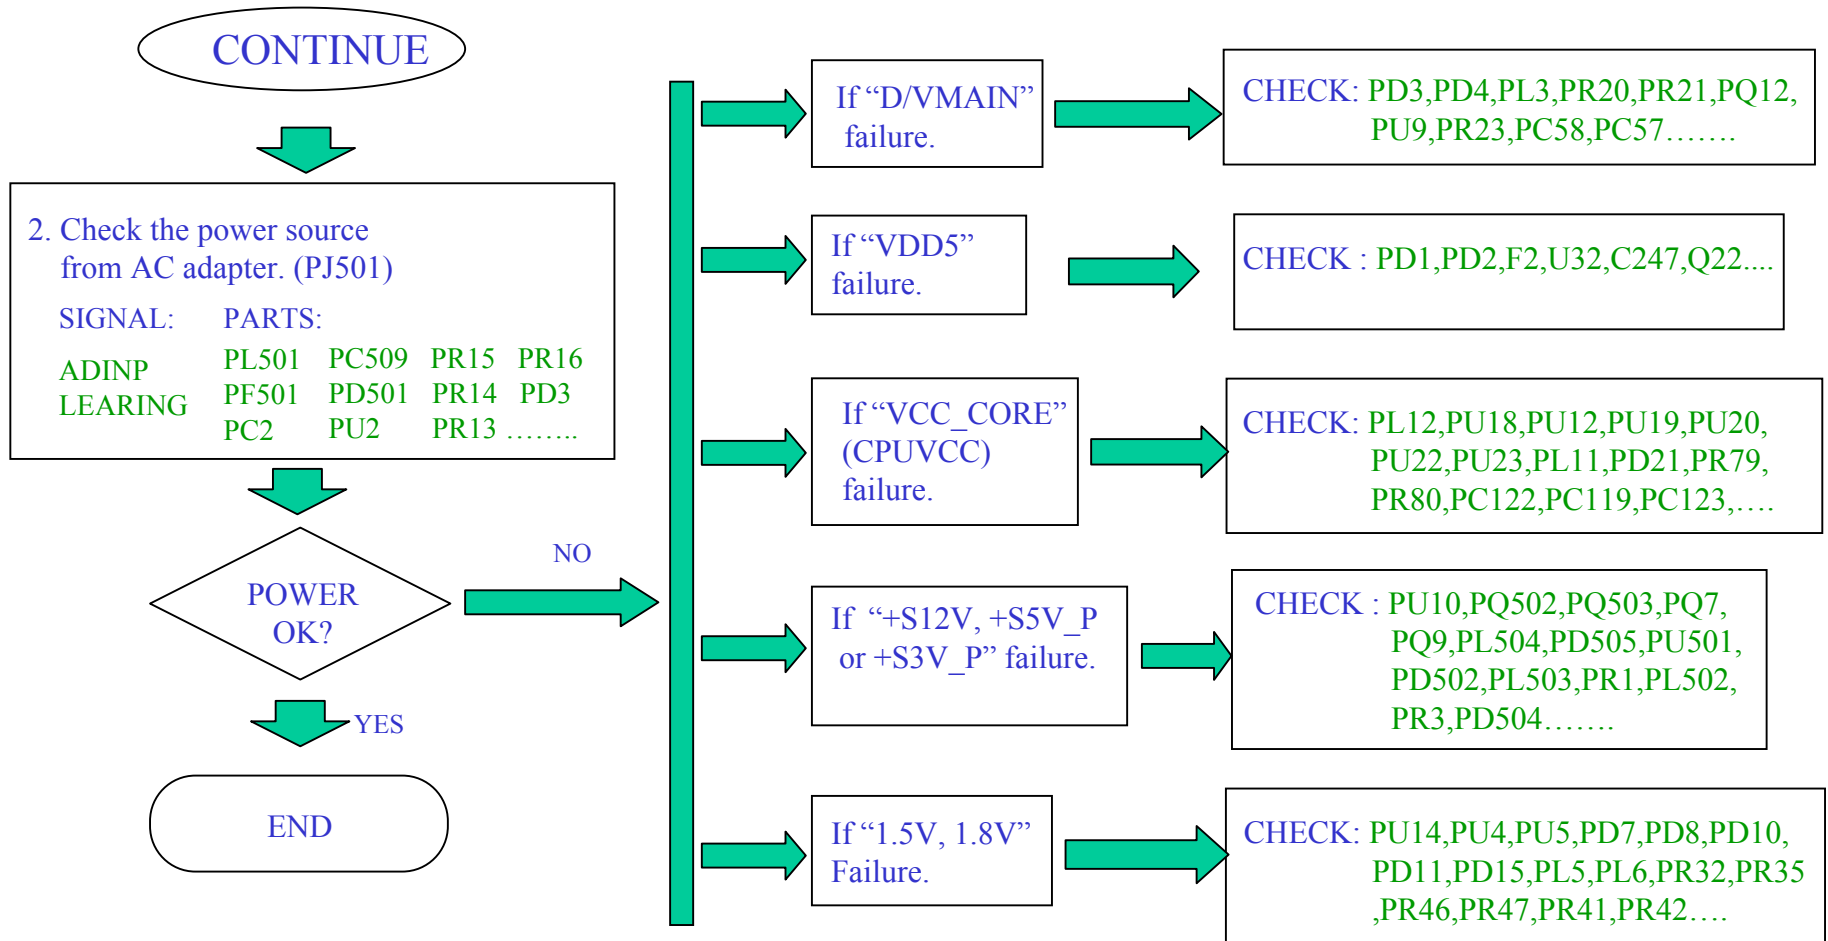 CONTINUE
2. Check the power source
from AC adapter. (PJ501)
SIGNAL: PARTS:
ADINP
LEARING
PL501 PC509 PR15 PR16
PF501 PD501 PR14 PD3
PC2 PU2 PR13 ........
POWER
OK?
NO
YES
END
If “D/VMAIN”
failure.
CHECK: PD3,PD4,PL3,PR20,PR21,PQ12,
PU9,PR23,PC58,PC57…….
If “VDD5”
failure.
CHECK : PD1,PD2,F2,U32,C247,Q22....
If “VCC_CORE”
(CPUVCC)
failure.
CHECK: PL12,PU18,PU12,PU19,PU20,
PU22,PU23,PL11,PD21,PR79,
PR80,PC122,PC119,PC123,….
If “+S12V, +S5V_P
or +S3V_P” failure.
CHECK : PU10,PQ502,PQ503,PQ7,
PQ9,PL504,PD505,PU501,
PD502,PL503,PR1,PL502,
PR3,PD504…….
If “1.5V, 1.8V”
Failure.
CHECK: PU14,PU4,PU5,PD7,PD8,PD10,
PD11,PD15,PL5,PL6,PR32,PR35
,PR46,PR47,PR41,PR42….